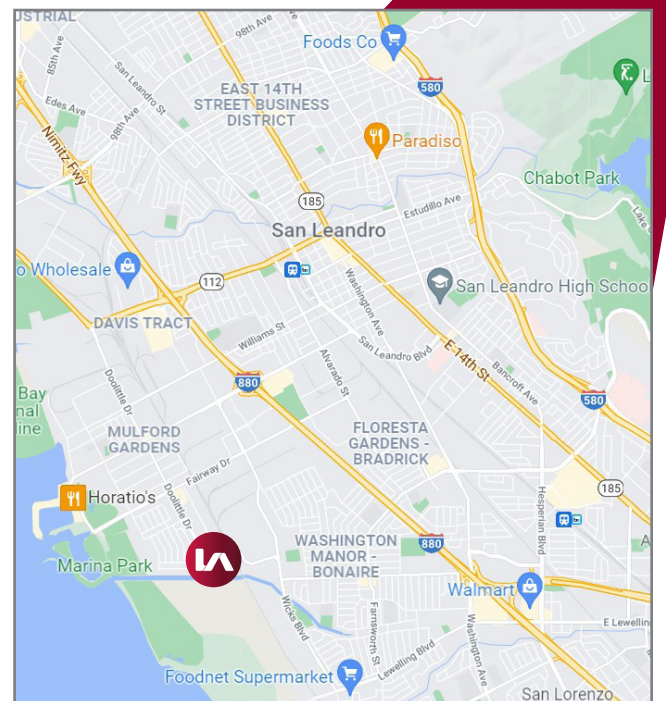 USTRIAL
98th Ave
Foods Co
85th Ave
San Leandro St
580
EAST 14TH
STREET BUSINESS
DISTRICT
Edes Ave
98th Ave
Nimitz Fwy
Paradiso
Chabot Park
185
Estudillo Ave
Lake
San Leandro
o Wholesale
112
Washington Ave
San Leandro High School
DAVIS TRACT
Williams St
San Leandro Blvd
E 14th St
Alvarado St
Bancroft Ave
880
580
Bay
nal
line
Doolittle Dr
MULFORD
GARDENS
FLORESTA
GARDENS -
BRADRICK
Fairway Dr
185
Horatio's
Doolittle Dr
Hesperian Blvd
WASHINGTON
MANOR -
BONAIRE
880
Marina Park
Walmart
Wicks Blvd
Farnsworth St
Washington Ave
E Lewelling
Lewelling Blvd
Foodnet Supermarket
San Lorenzo